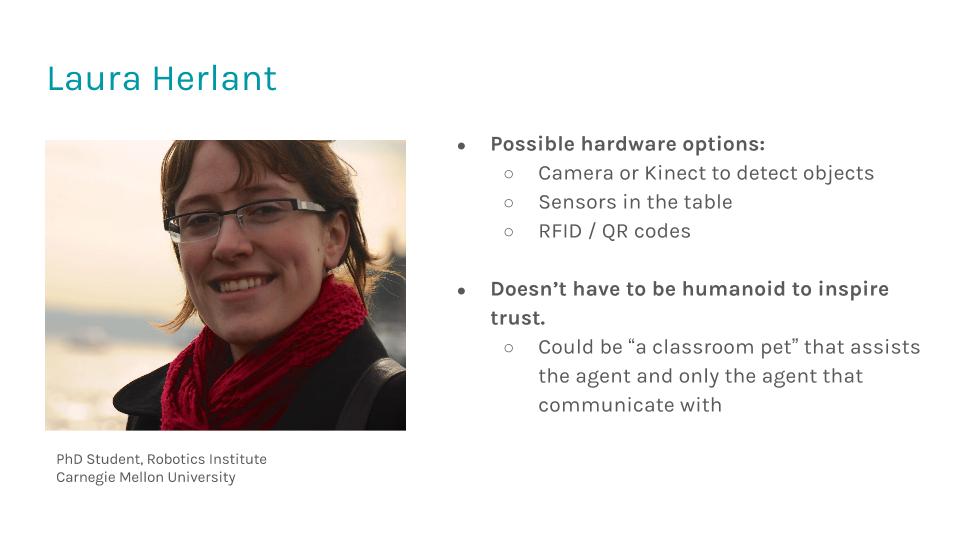 Laura Herlant
● Possible hardware options:
○ Camera or Kinect to detect objects
○ Sensors in the table
○ RFID / QR codes
● Doesn’t have to be humanoid to inspire
trust.
○ Could be “a classroom pet” that assists
the agent and only the agent that
communicate with
PhD Student, Robotics Institute
Carnegie Mellon University